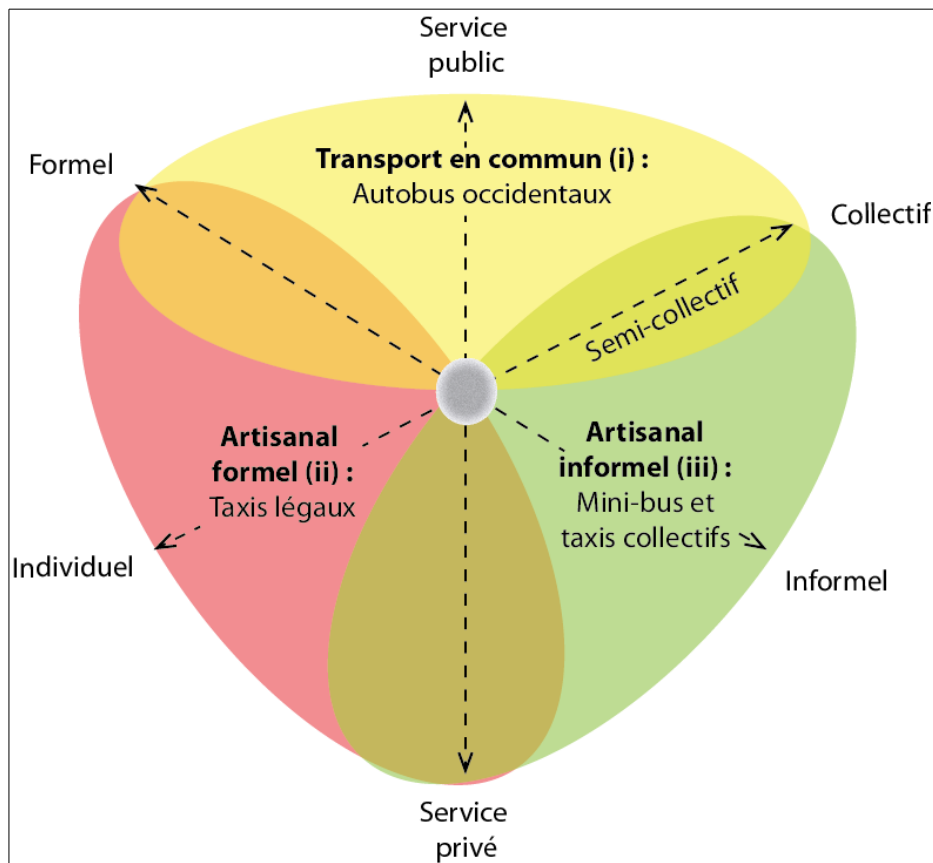 Service
public
Formel
Transport en commun (i) :
Autobus occidentaux
Collectif
Semi-collectif
Artisanal
formel (ii) :
Taxis légaux
Artisanal
informel (iii) :
Mini-bus et
taxis collectifs
Individuel
Informel
Service
privé